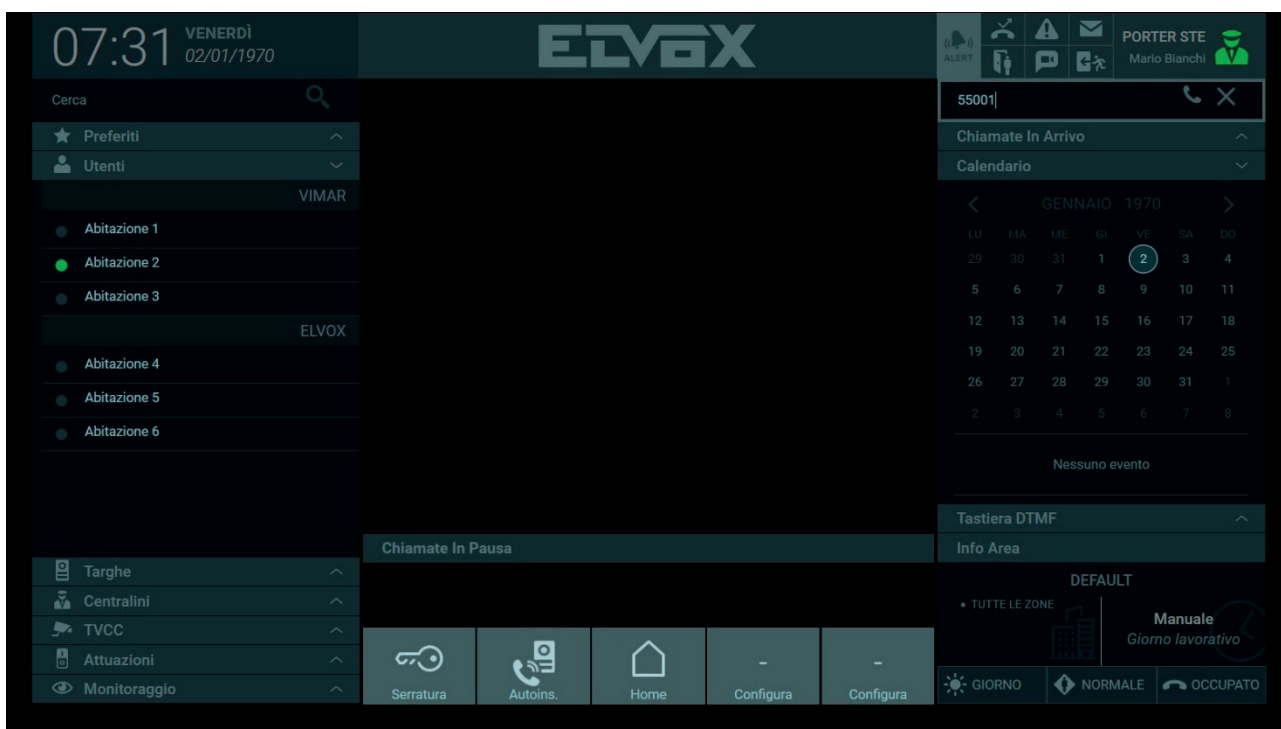 07:31
VENERDÌ
02/01/1970
ELVOX
ALERT
PORTER STE
Mario Bianchi
Cerca
Preferiti
Utenti
VIMAR
Abitazione 1
Abitazione 2
Abitazione 3
ELVOX
Abitazione 4
Abitazione 5
Abitazione 6
Targhe
Centralini
TVCC
Attuazioni
Monitoraggio
Chiamate In Pausa
Serratura
Autoins.
Home
- Configura
- Configura
55001
Chiamate In Arrivo
Calendario
< GENNAIO 1970 >
LU MA ME GI VE SA DO
29 30 31 1 2 3 4
5 6 7 8 9 10 11
12 13 14 15 16 17 18
19 20 21 22 23 24 25
26 27 28 29 30 31 1
2 3 4 5 6 7 8
Nessuno evento
Tastiera DTMF
Info Area
DEFAULT
• TUTTE LE ZONE
Manuale
Giorno lavorativo
GIORNO
NORMALE
OCCUPATO